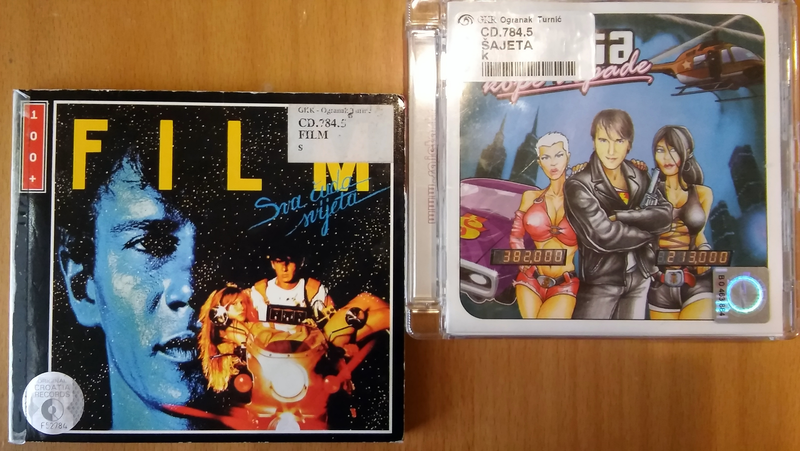 100+
FILM
GKR - Ogranak Turnić
CD.784.5
FILM
s
Sva čuda
svijeta
ORIGINAL
CROATIA
RECORDS
GKR Ogranak Turnić
CD.784.5
ŠAJETA
k
382,000
213,000